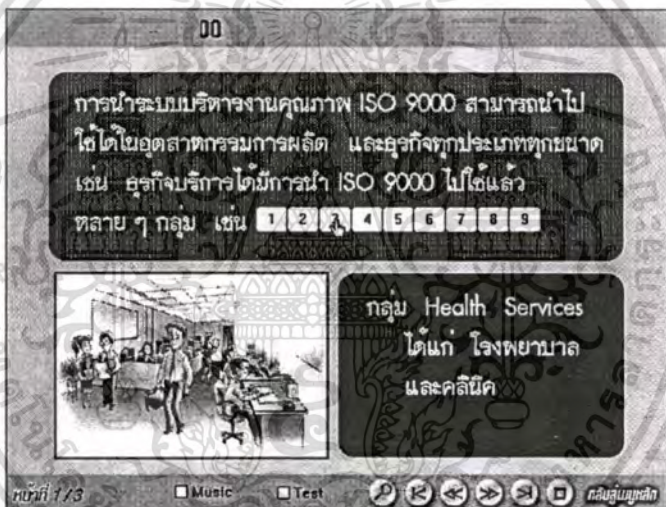 การนำระบบบริหารงานคุณภาพ ISO 9000 สามารถนำไป
ใช้ได้ในอุตสาหกรรมการผลิต และธุรกิจทุกประเภททุกขนาด
เช่น ธุรกิจบริการได้มีการนำ ISO 9000 ไปใช้แล้ว
หลาย ๆ กลุ่ม เช่น 1 2 3 4 5 6 7 8 9
กลุ่ม Health Services
ได้แก่ โรงพยาบาล
และคลินิค
หน้าที่ 1/3 Music Test กลับสู่เมนูหลัก